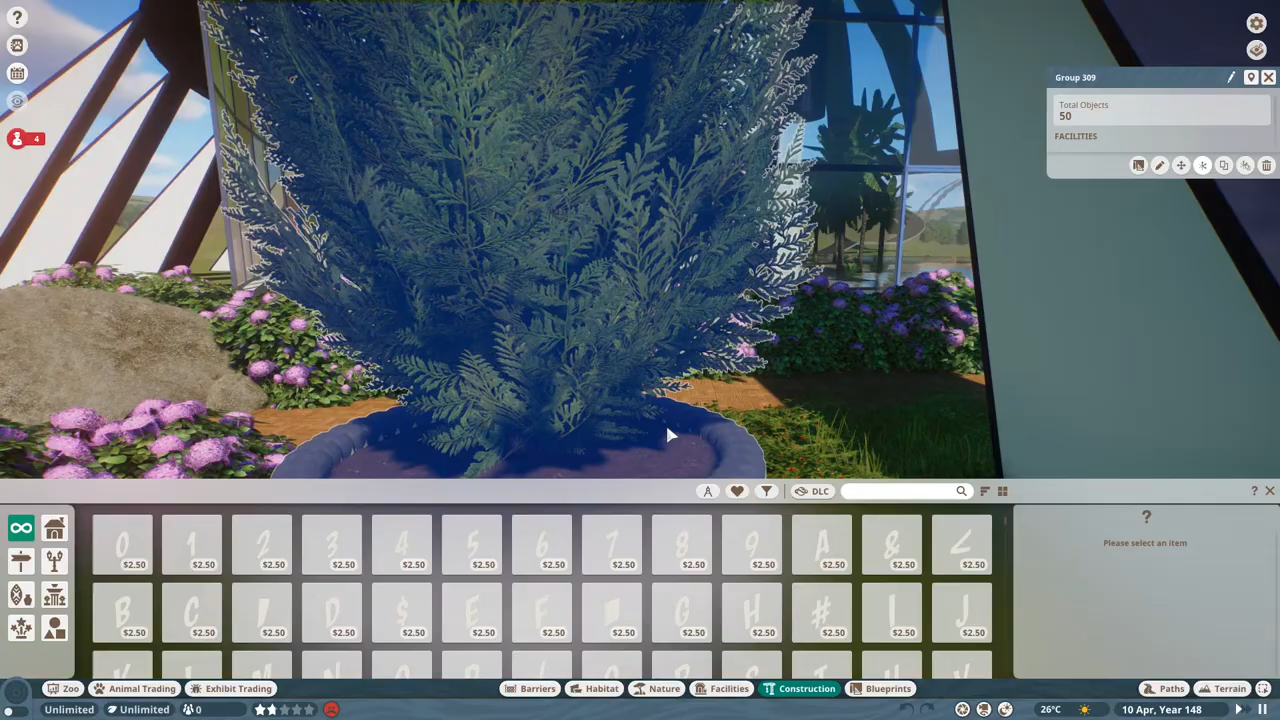 ?
4
Group 309
Total Objects
50
FACILITIES
DLC
?
0 1 2 3 4 5 6 7 8 9 A & ∠
$2.50 $2.50 $2.50 $2.50 $2.50 $2.50 $2.50 $2.50 $2.50 $2.50 $2.50 $2.50 $2.50
B C D $ E F G H # I J
$2.50 $2.50 $2.50 $2.50 $2.50 $2.50 $2.50 $2.50 $2.50 $2.50 $2.50 $2.50 $2.50
?
Please select an item
Zoo Animal Trading Exhibit Trading Barriers Habitat Nature Facilities Construction Blueprints Paths Terrain
Unlimited Unlimited 0 26°C 10 Apr, Year 148